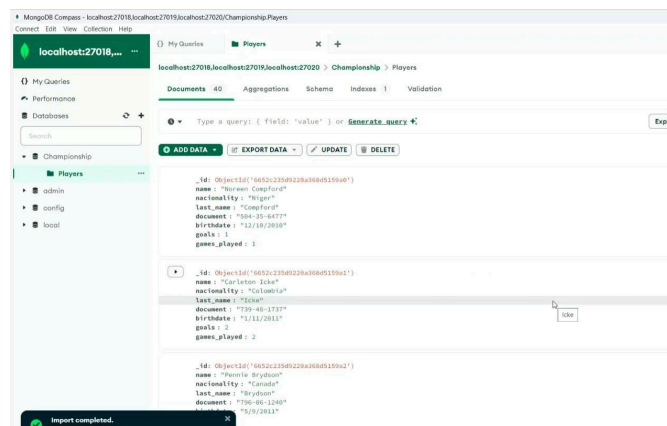 MongoDB Compass - localhost:27018,localhost:27019,localhost:27020/Championship.Players
Connect Edit View Collection Help
localhost:27018,... ...
{} My Queries
Performance
Databases
Search
Championship
Players ...
admin
config
local
{} My Queries Players × +
localhost:27018,localhost:27019,localhost:27020 > Championship > Players
Documents 40 Aggregations Schema Indexes 1 Validation
Type a query: { field: 'value' } or Generate query
Exp
ADD DATA EXPORT DATA UPDATE DELETE
_id: ObjectId('6652c235d9220a368d5159a0')
name : "Noreen Compford"
nacionality : "Niger"
last_name : "Compford"
document : "504-35-6477"
birthdate : "12/10/2010"
goals : 1
games_played : 1
_id: ObjectId('6652c235d9220a368d5159a1')
name : "Carleton Icke"
nacionality : "Colombia"
last_name : "Icke"
document : "739-46-1737"
birthdate : "1/11/2011"
goals : 2
games_played : 2
Icke
_id: ObjectId('6652c235d9220a368d5159a2')
name : "Pennie Brydson"
nacionality : "Canada"
last_name : "Brydson"
document : "796-06-1240"
"5/9/2011"
Import completed. ×